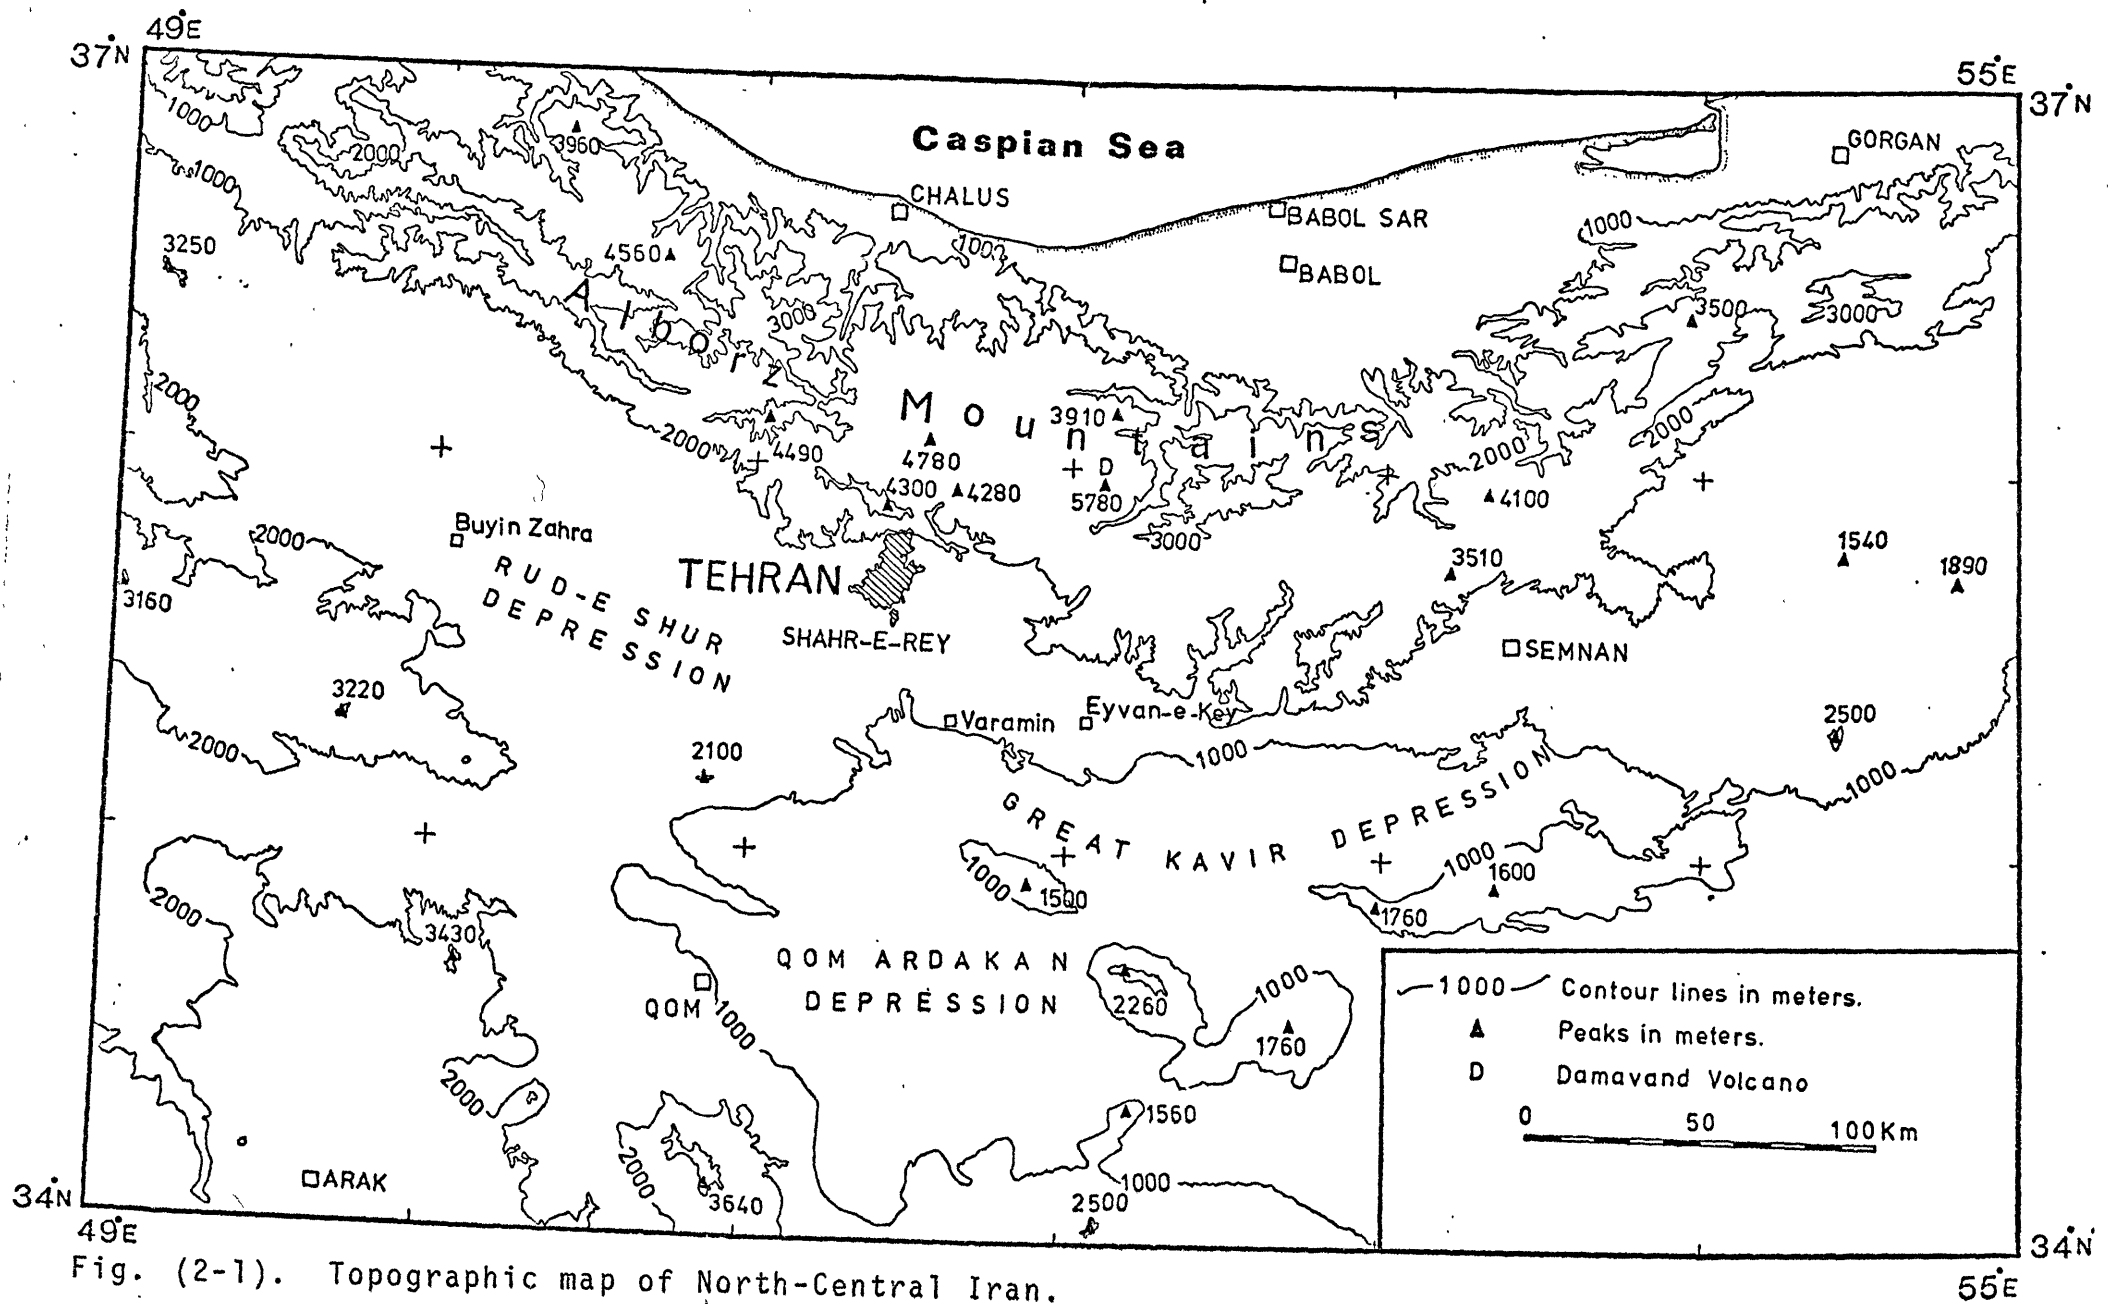 49°E
37°N
55°E
37°N
Caspian Sea
GORGAN
1000
3960
2000
1000
CHALUS
BABOL SAR
1000
3250
4560
1000
BABOL
Alborz
3000
3500
3000
2000
Mountains
3910
2000
2000
4490
4780
D
2000
4300
4280
5780
4100
Buyin Zahra
2000
3000
1540
3510
1890
TEHRAN
RUD-E SHUR
DEPRESSION
3160
SHAHR-E-REY
SEMNAN
3220
Eyvan-e-Key
Varamin
2500
2000
2100
1000
1000
GREAT KAVIR DEPRESSION
1000
1600
1000
1500
2000
1760
3430
QOM ARDAKAN
DEPRESSION
1000
2260
QOM
1000
1760
2000
1560
2000
ARAK
3640
1000
2500
1000 Contour lines in meters.
Peaks in meters.
D Damavand Volcano
0 50 100Km
34°N
49°E
34°N
55°E
Fig. (2-1). Topographic map of North-Central Iran.